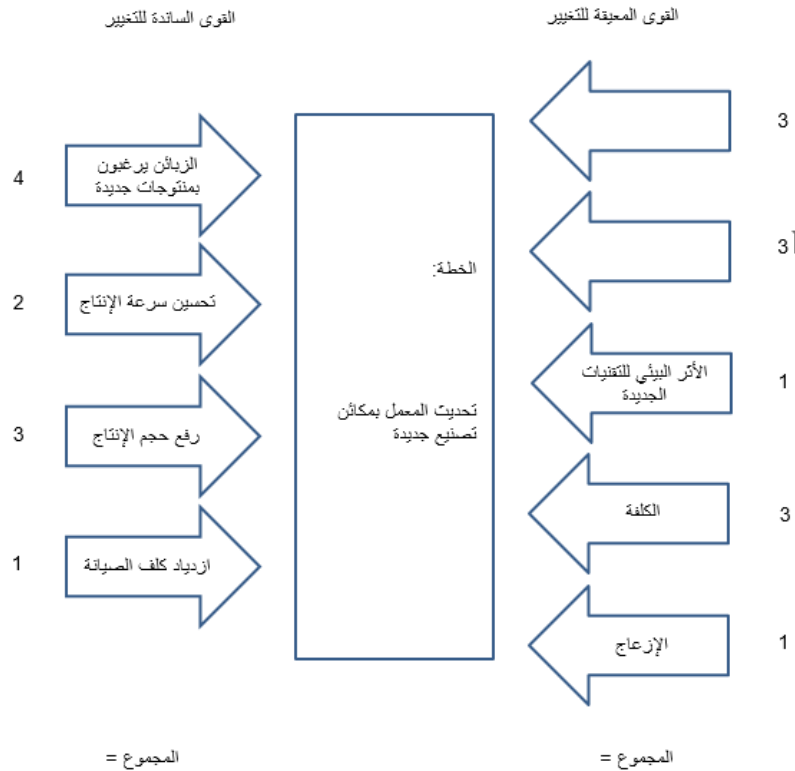 القوى المعيقة للتغيير
القوى الساندة للتغيير
3
3
الأثر البيئي للتقنيات
الجديدة
1
الكلفة
3
الإزعاج
1
الخطة:
تحديث المعمل بمكائن
تصنيع جديدة
الزبائن يرغبون
بمنتوجات جديدة
4
تحسين سرعة الإنتاج
2
رفع حجم الإنتاج
3
ازدياد كلف الصيانة
1
المجموع =
المجموع =